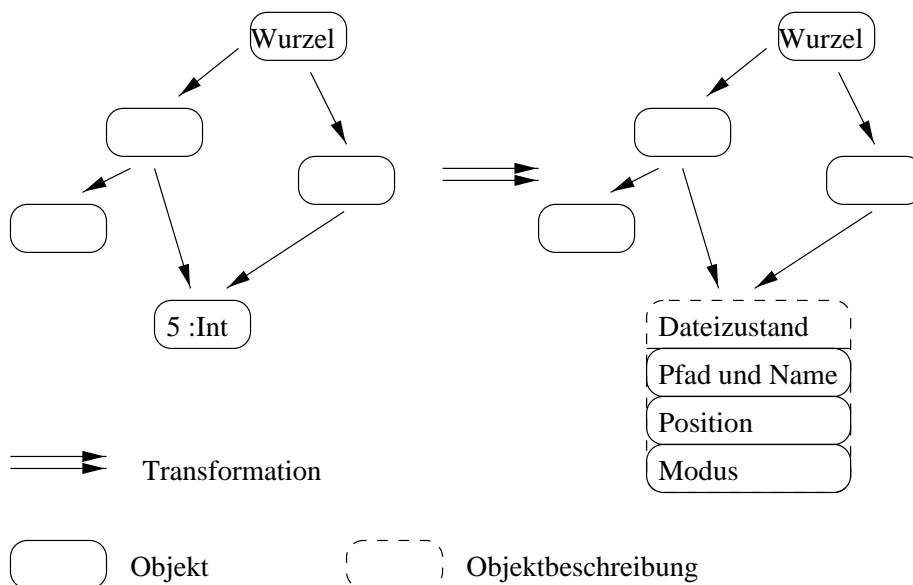 Wurzel
Wurzel
5 :Int
Dateizustand
Pfad und Name
Position
Modus
Transformation
Objekt
Objektbeschreibung